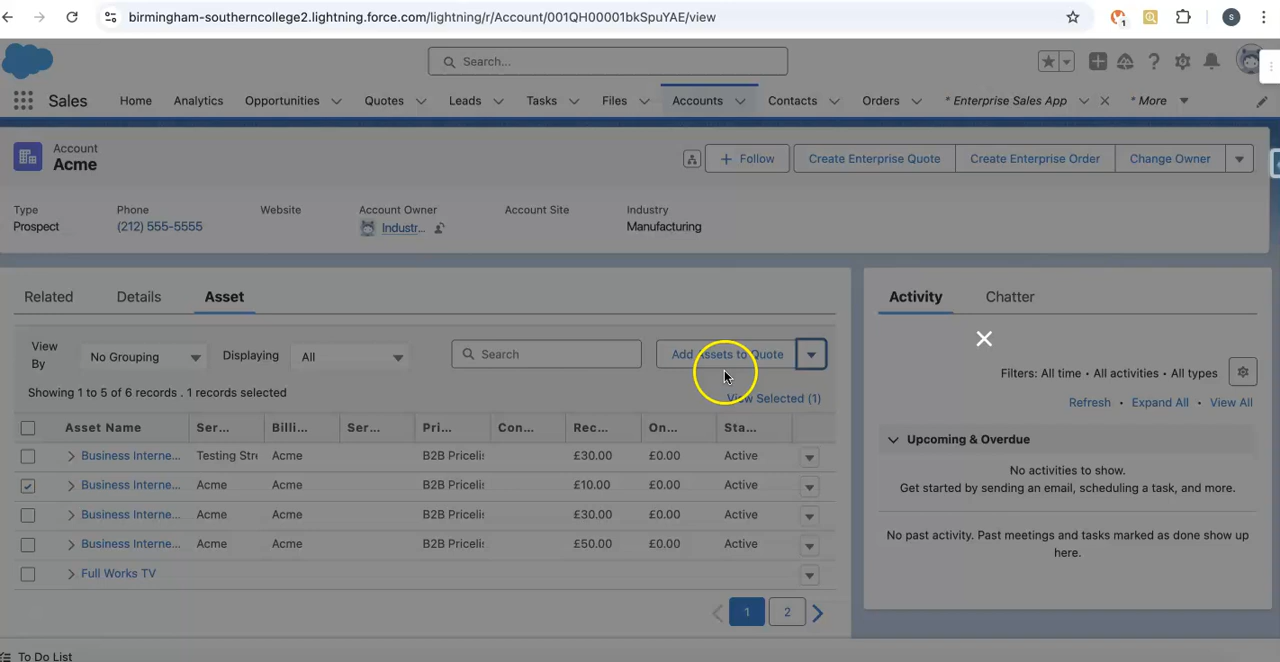 birmingham-southerncollege2.lightning.force.com/lightning/r/Account/001QH00001bkSpuYAE/view
1
S
Search...
Sales
Home
Analytics
Opportunities
Quotes
Leads
Tasks
Files
Accounts
Contacts
Orders
* Enterprise Sales App
* More
Account
Acme
+ Follow
Create Enterprise Quote
Create Enterprise Order
Change Owner
Type
Phone
Website
Account Owner
Account Site
Industry
Prospect
(212) 555-5555
Industr...
Manufacturing
Related
Details
Asset
View
By
No Grouping
Displaying
All
Search
Add Assets to Quote
Showing 1 to 5 of 6 records . 1 records selected
View Selected (1)
Asset Name Ser... Billi... Ser... Pri... Con... Rec... On... Sta...
Business Interne... Testing Stre Acme B2B Pricelis £30.00 £0.00 Active
Business Interne... Acme Acme B2B Pricelis £10.00 £0.00 Active
Business Interne... Acme Acme B2B Pricelis £30.00 £0.00 Active
Business Interne... Acme Acme B2B Pricelis £50.00 £0.00 Active
Full Works TV
1
2
Activity
Chatter
Filters: All time • All activities • All types
Refresh • Expand All • View All
Upcoming & Overdue
No activities to show.
Get started by sending an email, scheduling a task, and more.
No past activity. Past meetings and tasks marked as done show up
here.
To Do List